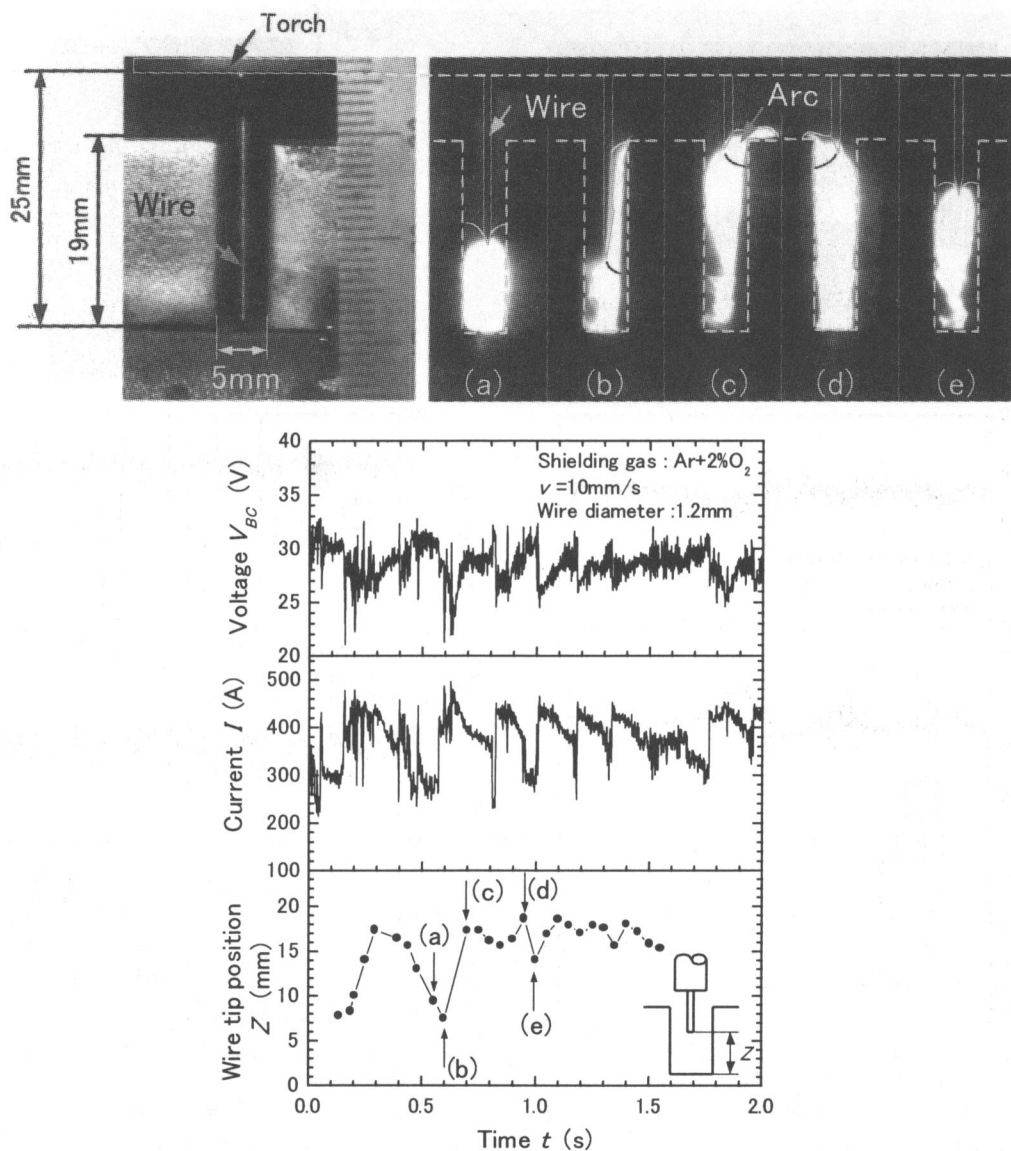 Torch
25mm
19mm
Wire
5mm
Wire
Arc
(a)
(b)
(c)
(d)
(e)
Voltage V_BC (V)
40
35
30
25
20
Shielding gas : Ar+2%O₂
v =10mm/s
Wire diameter :1.2mm
Current I (A)
500
400
300
200
100
Wire tip position
Z (mm)
20
15
10
5
0
(a)
(b)
(c)
(d)
(e)
Z
0.0
0.5
1.0
1.5
2.0
Time t (s)